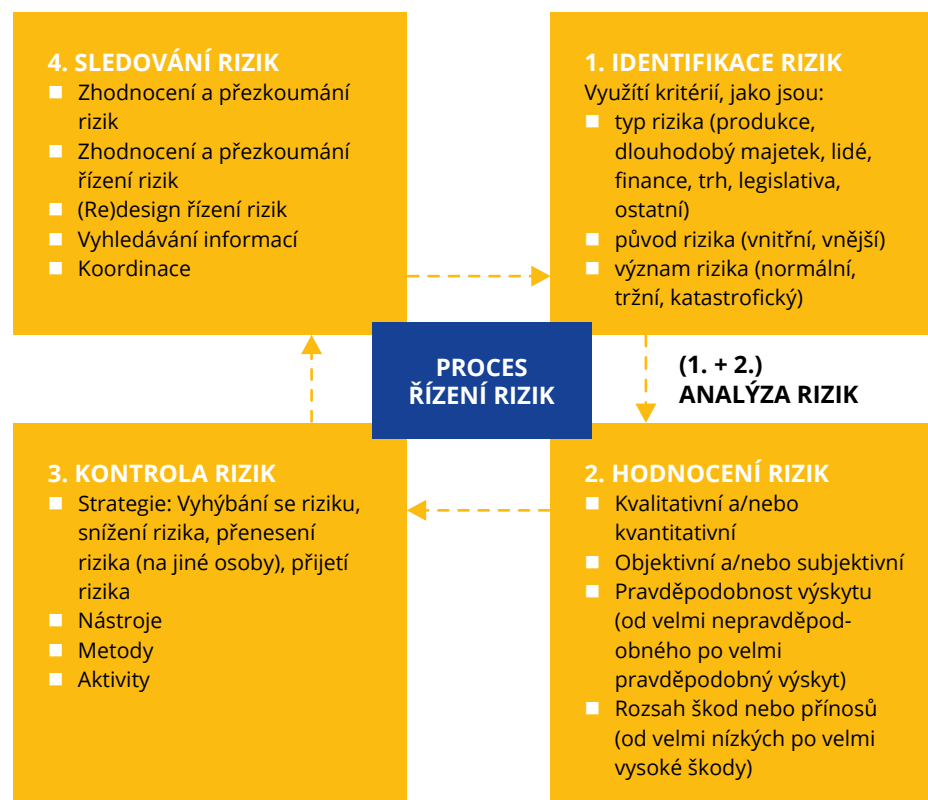 4. SLEDOVÁNÍ RIZIK
Zhodnocení a přezkoumání
rizik
Zhodnocení a přezkoumání
řízení rizik
(Re)design řízení rizik
Vyhledávání informací
Koordinace
1. IDENTIFIKACE RIZIK
Využítí kritérií, jako jsou:
typ rizika (produkce,
dlouhodobý majetek, lidé,
finance, trh, legislativa,
ostatní)
původ rizika (vnitřní, vnější)
význam rizika (normální,
tržní, katastrofický)
PROCES
ŘÍZENÍ RIZIK
(1. + 2.)
ANALÝZA RIZIK
3. KONTROLA RIZIK
Strategie: Vyhýbání se riziku,
snížení rizika, přenesení
rizika (na jiné osoby), přijetí
rizika
Nástroje
Metody
Aktivity
2. HODNOCENÍ RIZIK
Kvalitativní a/nebo
kvantitativní
Objektivní a/nebo subjektivní
Pravděpodobnost výskytu
(od velmi nepravděpod-
obného po velmi
pravděpodobný výskyt)
Rozsah škod nebo přínosů
(od velmi nízkých po velmi
vysoké škody)